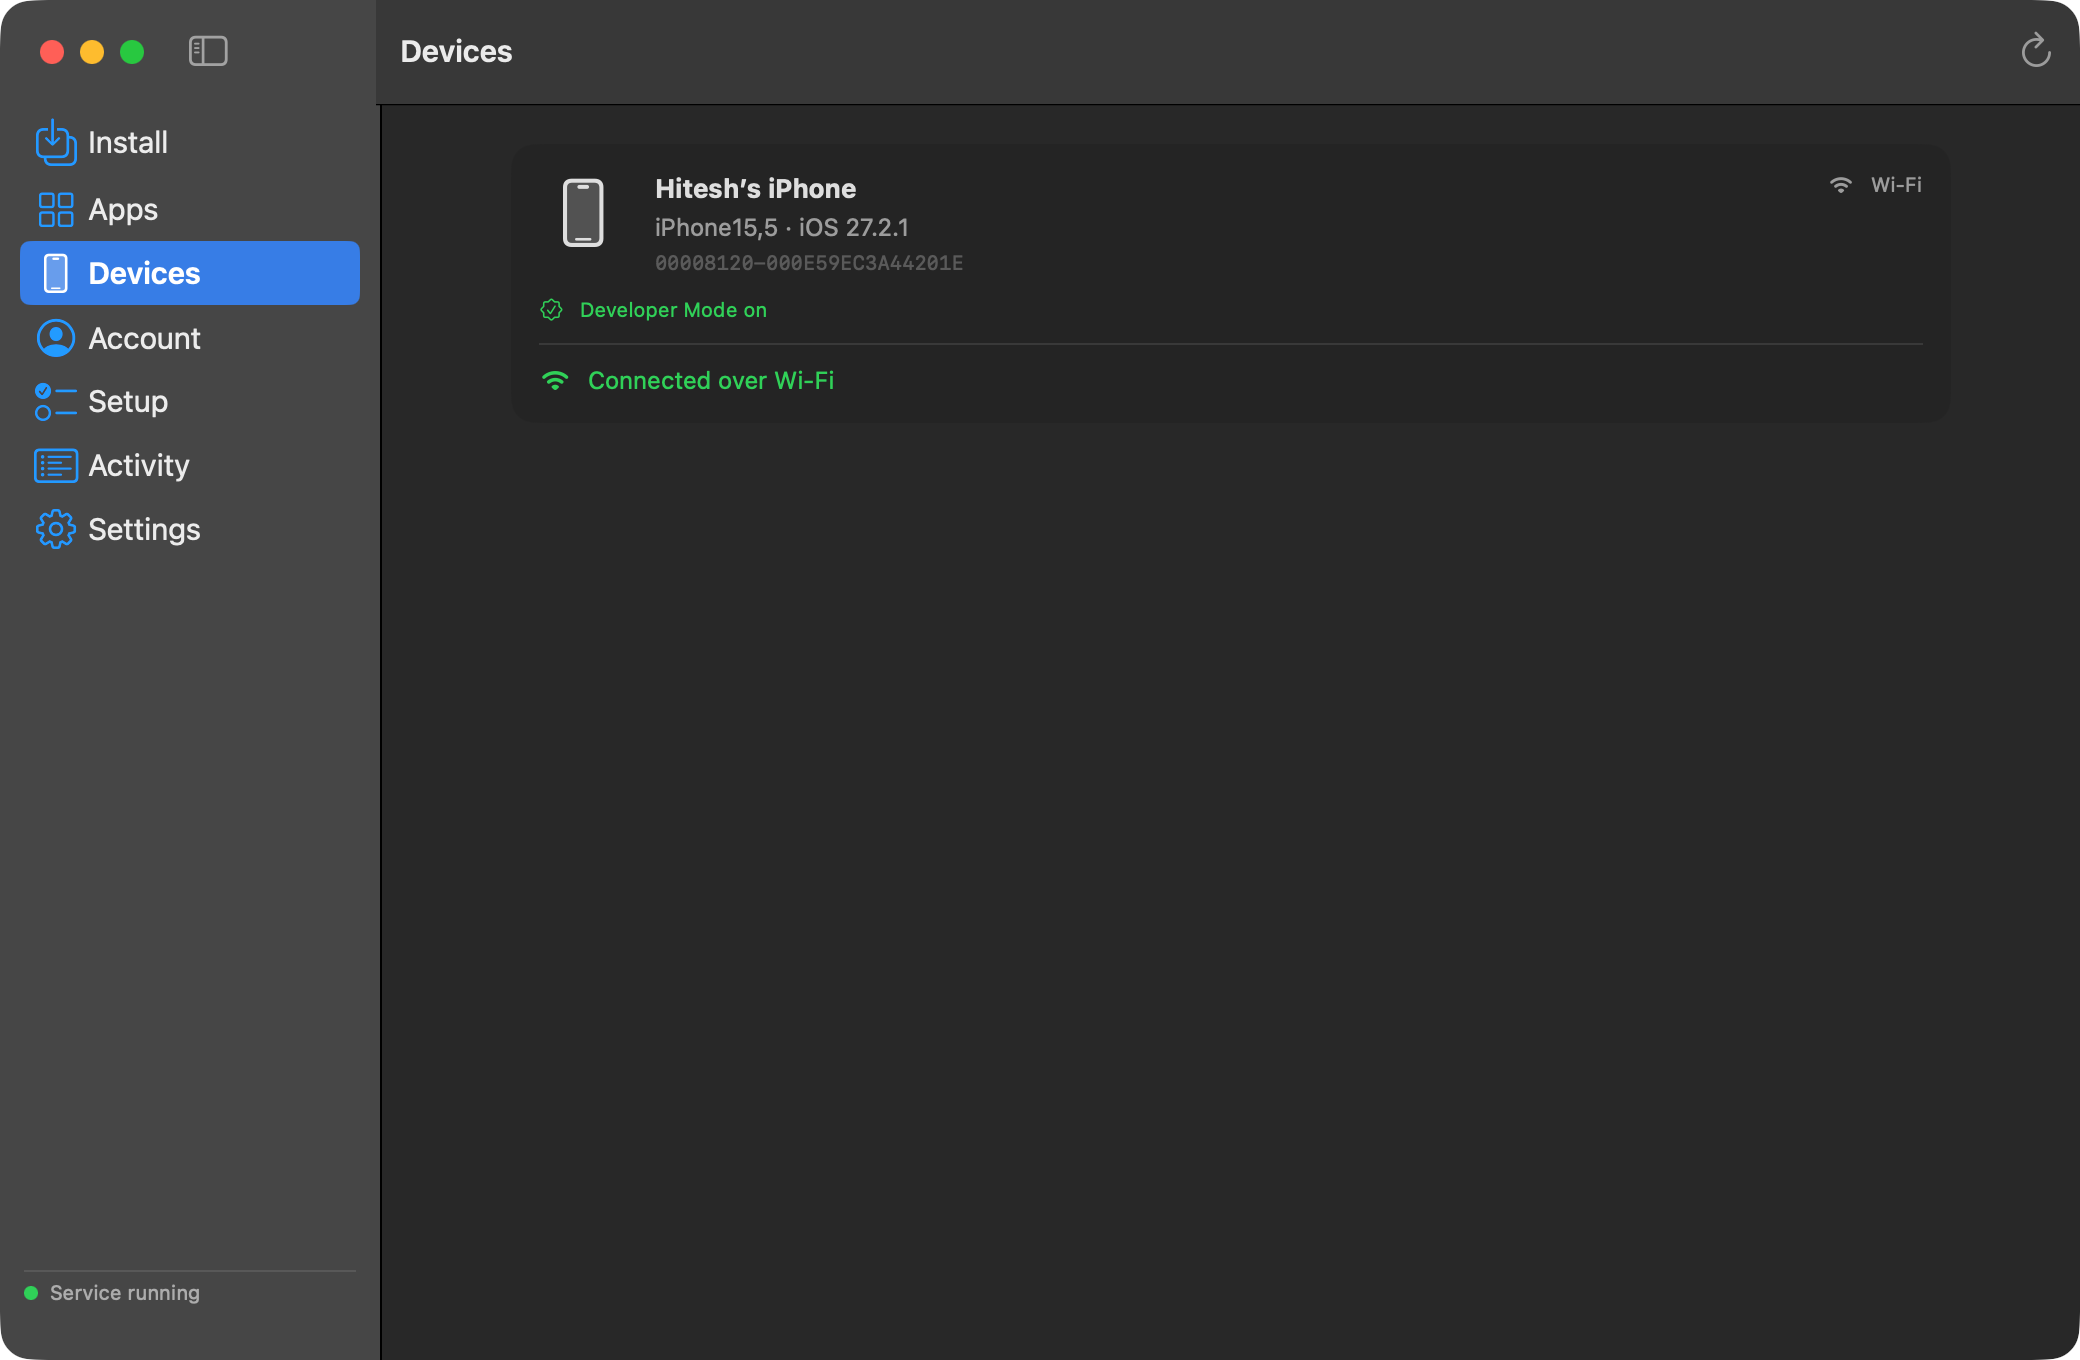 Devices
Install
Apps
Devices
Account
Setup
Activity
Settings
Service running
Hitesh’s iPhone
Wi-Fi
iPhone15,5 · iOS 27.2.1
00008120-000E59EC3A44201E
Developer Mode on
Connected over Wi-Fi